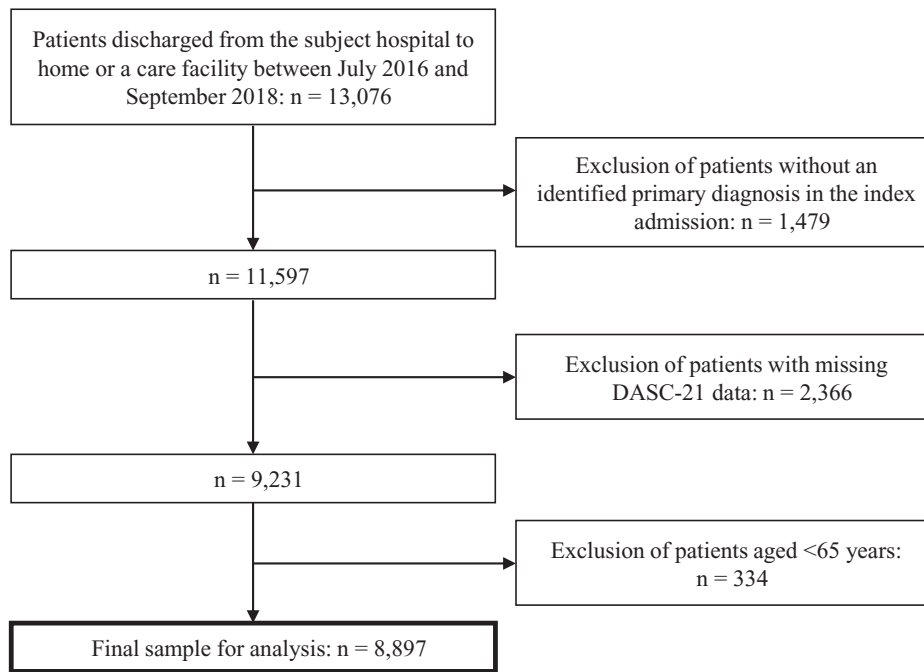 Patients discharged from the subject hospital to
home or a care facility between July 2016 and
September 2018: n = 13,076
Exclusion of patients without an
identified primary diagnosis in the index
admission: n = 1,479
n = 11,597
Exclusion of patients with missing
DASC-21 data: n = 2,366
n = 9,231
Exclusion of patients aged <65 years:
n = 334
Final sample for analysis: n = 8,897